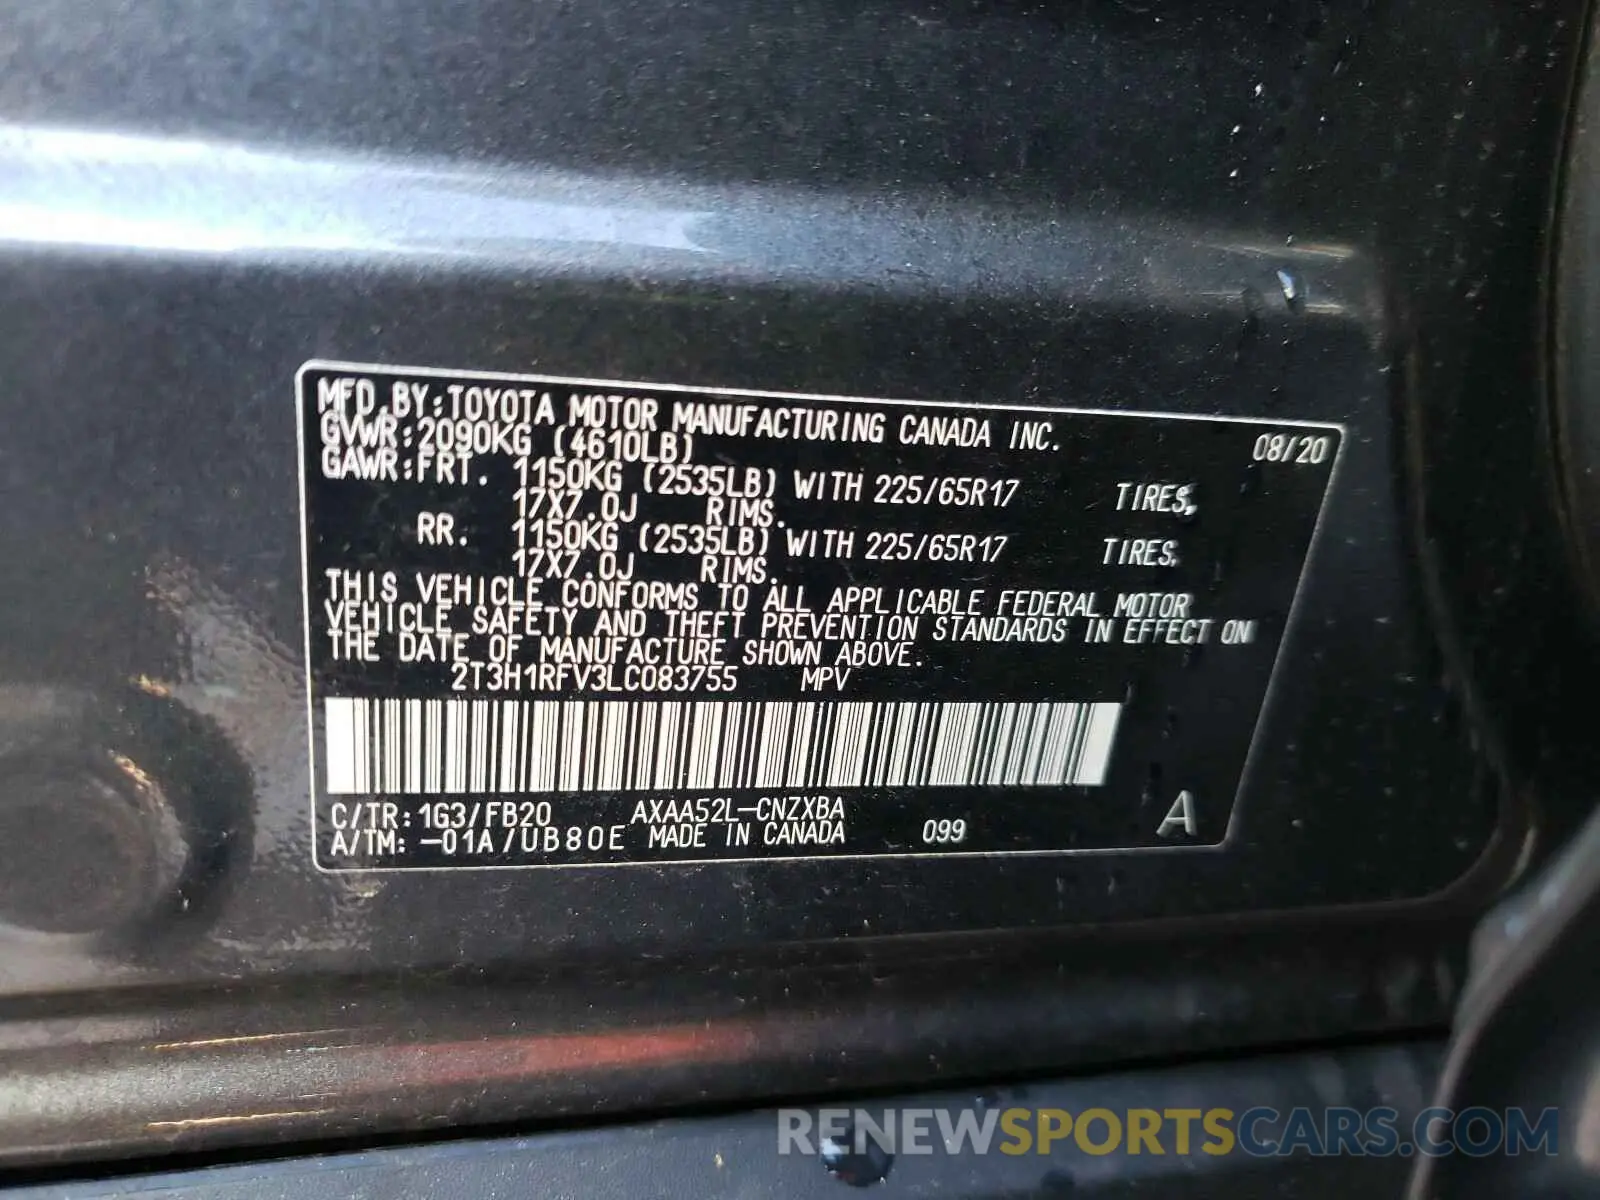 MFD.BY:TOYOTA MOTOR MANUFACTURING CANADA INC. 08/20
GVWR:2090KG (4610LB)
GAWR:FRT. 1150KG (2535LB) WITH 225/65R17 TIRES,
17X7.0J RIMS.
RR. 1150KG (2535LB) WITH 225/65R17 TIRES,
17X7.0J RIMS.
THIS VEHICLE CONFORMS TO ALL APPLICABLE FEDERAL MOTOR
VEHICLE SAFETY AND THEFT PREVENTION STANDARDS IN EFFECT ON
THE DATE OF MANUFACTURE SHOWN ABOVE.
2T3H1RFV3LC083755 MPV
C/TR:1G3/FB20 AXAA52L-CNZXBA
A/TM: -01A/UB80E MADE IN CANADA 099 A
RENEWSPORTSCARS.COM